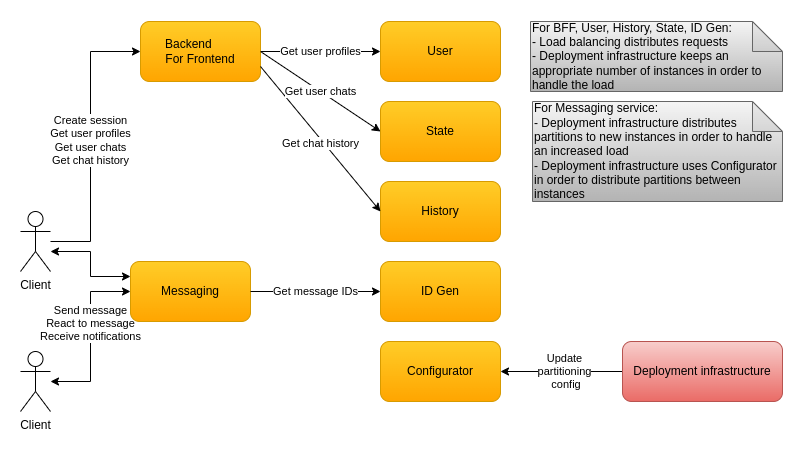 Backend
For Frontend
Get user profiles
User
For BFF, User, History, State, ID Gen:
- Load balancing distributes requests
- Deployment infrastructure keeps an
appropriate number of instances in order to
handle the load
Get user chats
State
For Messaging service:
- Deployment infrastructure distributes
partitions to new instances in order to handle
an increased load
- Deployment infrastructure uses Configurator
in order to distribute partitions between
instances
Create session
Get user profiles
Get user chats
Get chat history
Get chat history
History
Client
Messaging
Get message IDs
ID Gen
Send message
React to message
Receive notifications
Configurator
Update
partitioning
config
Deployment infrastructure
Client